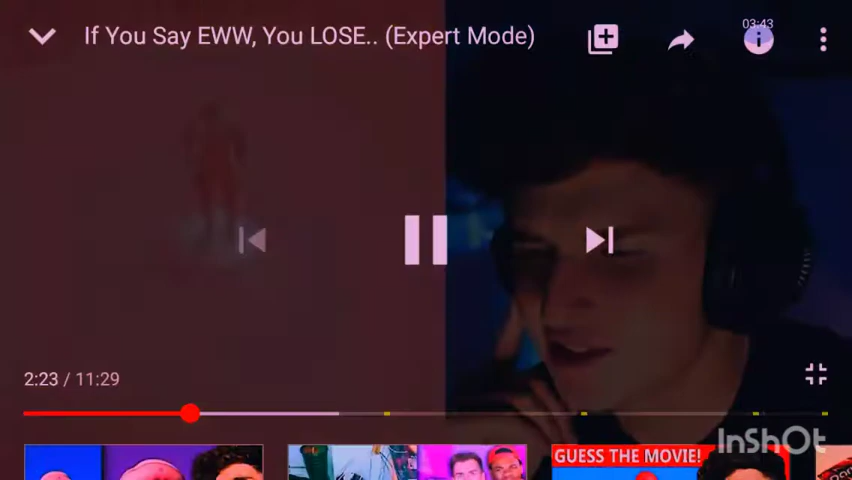 03:43
If You Say EWW, You LOSE.. (Expert Mode)
2:23 / 11:29
InShOt
GUESS THE MOVIE!